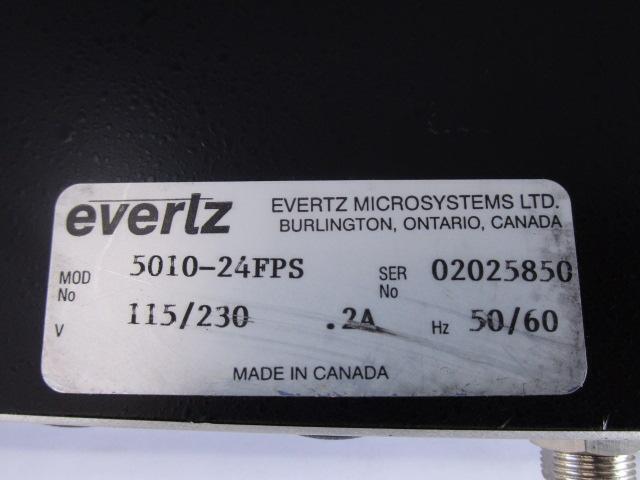 evertz EVERTZ MICROSYSTEMS LTD.
BURLINGTON, ONTARIO, CANADA
MOD No 5010-24FPS SER No 02025850
V 115/230 .2A Hz 50/60
MADE IN CANADA